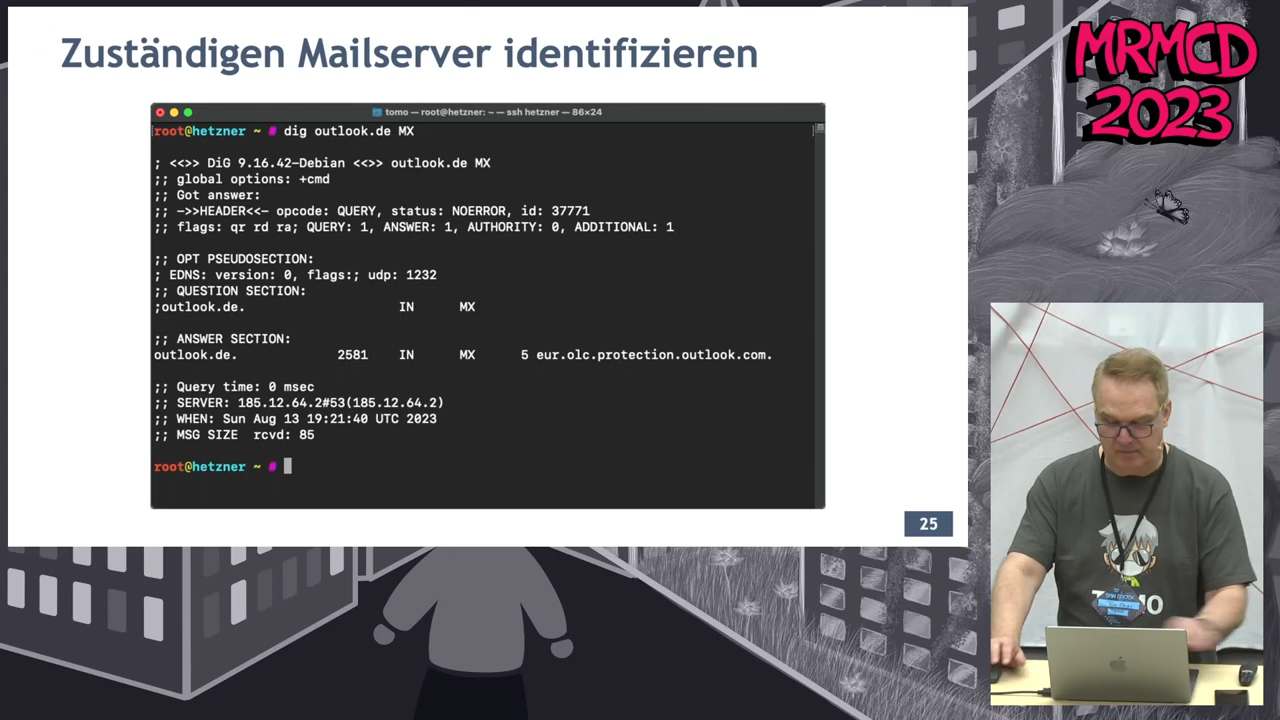 Zuständigen Mailserver identifizieren
MRMCD
2023
tomo — root@hetzner: ~ — ssh hetzner — 86×24
root@hetzner ~ # dig outlook.de MX
; <<>> DiG 9.16.42-Debian <<>> outlook.de MX
;; global options: +cmd
;; Got answer:
;; ->>HEADER<<- opcode: QUERY, status: NOERROR, id: 37771
;; flags: qr rd ra; QUERY: 1, ANSWER: 1, AUTHORITY: 0, ADDITIONAL: 1
;; OPT PSEUDOSECTION:
; EDNS: version: 0, flags:; udp: 1232
;; QUESTION SECTION:
;outlook.de. IN MX
;; ANSWER SECTION:
outlook.de. 2581 IN MX 5 eur.olc.protection.outlook.com.
;; Query time: 0 msec
;; SERVER: 185.12.64.2#53(185.12.64.2)
;; WHEN: Sun Aug 13 19:21:40 UTC 2023
;; MSG SIZE rcvd: 85
root@hetzner ~ #
25